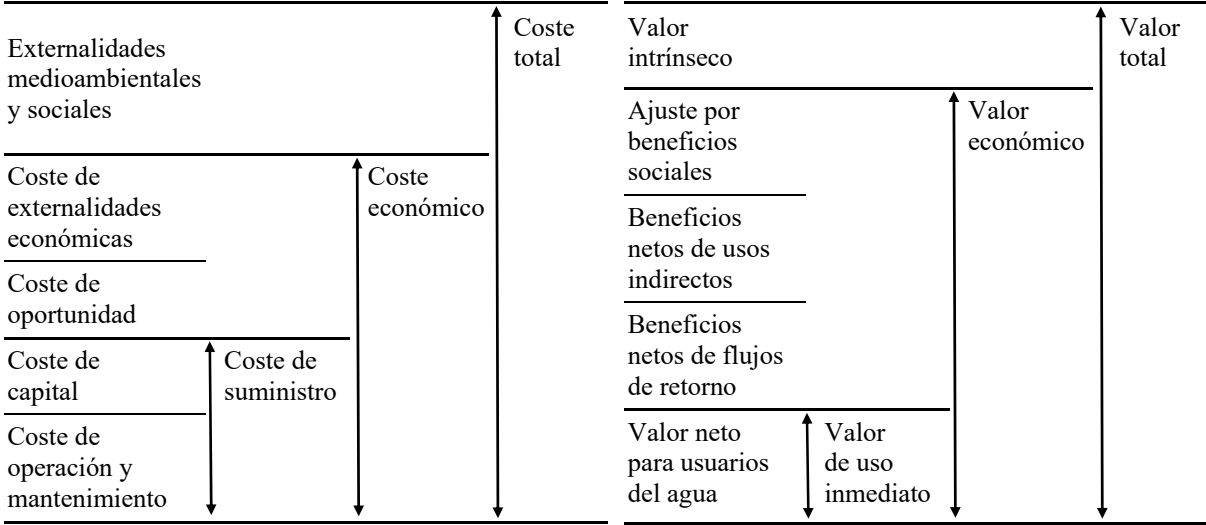 Externalidades
medioambientales
y sociales
Coste
total
Coste de
externalidades
económicas
Coste
económico
Coste de
oportunidad
Coste de
capital
Coste de
suministro
Coste de
operación y
mantenimiento
Valor
intrínseco
Valor
total
Ajuste por
beneficios
sociales
Valor
económico
Beneficios
netos de usos
indirectos
Beneficios
netos de flujos
de retorno
Valor neto
para usuarios
del agua
Valor
de uso
inmediato